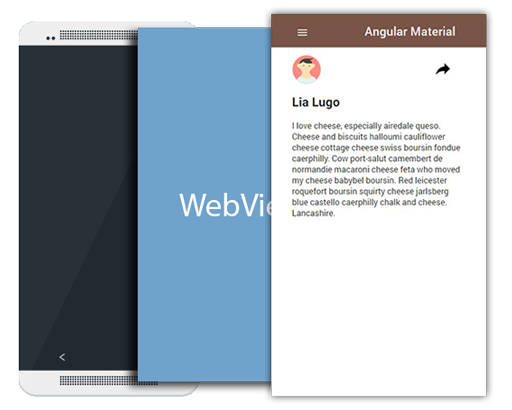 WebVie
Angular Material
Lia Lugo
I love cheese, especially airedale queso.
Cheese and biscuits halloumi cauliflower
cheese cottage cheese swiss boursin fondue
caerphilly. Cow port-salut camembert de
normandie macaroni cheese feta who moved
my cheese babybel boursin. Red leicester
roquefort boursin squirty cheese jarlsberg
blue castello caerphilly chalk and cheese.
Lancashire.